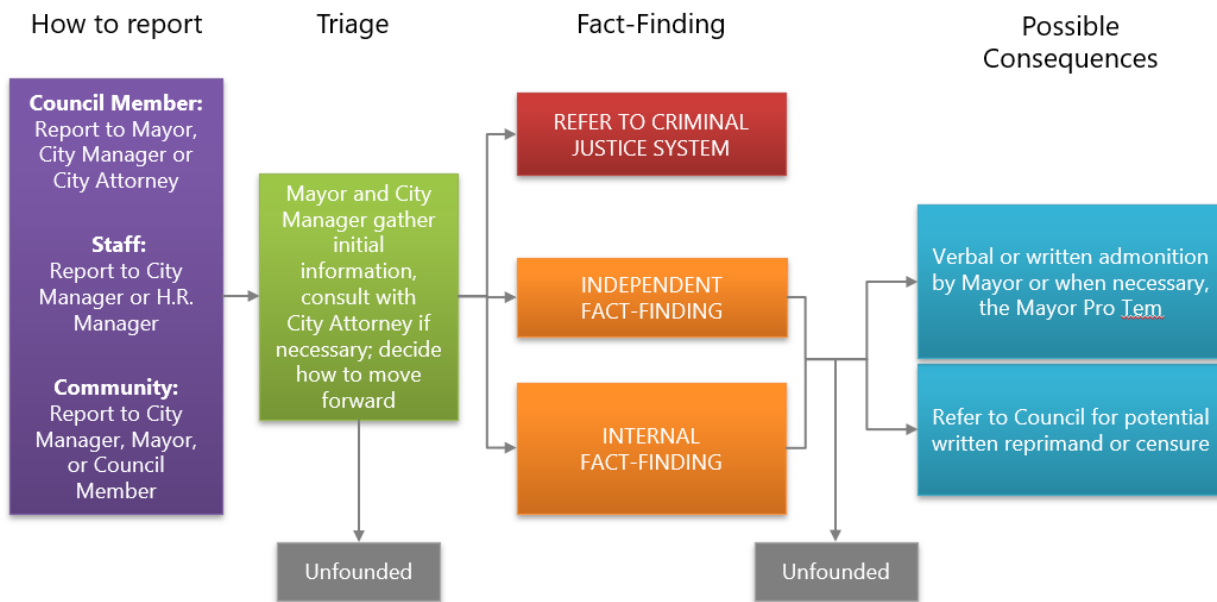 How to report
Triage
Fact-Finding
Possible
Consequences
Council Member:
Report to Mayor,
City Manager or
City Attorney
Staff:
Report to City
Manager or H.R.
Manager
Community:
Report to City
Manager, Mayor,
or Council
Member
Mayor and City
Manager gather
initial
information,
consult with
City Attorney if
necessary; decide
how to move
forward
Unfounded
REFER TO CRIMINAL
JUSTICE SYSTEM
INDEPENDENT
FACT-FINDING
INTERNAL
FACT-FINDING
Unfounded
Verbal or written admonition
by Mayor or when necessary,
the Mayor Pro Tem
Refer to Council for potential
written reprimand or censure